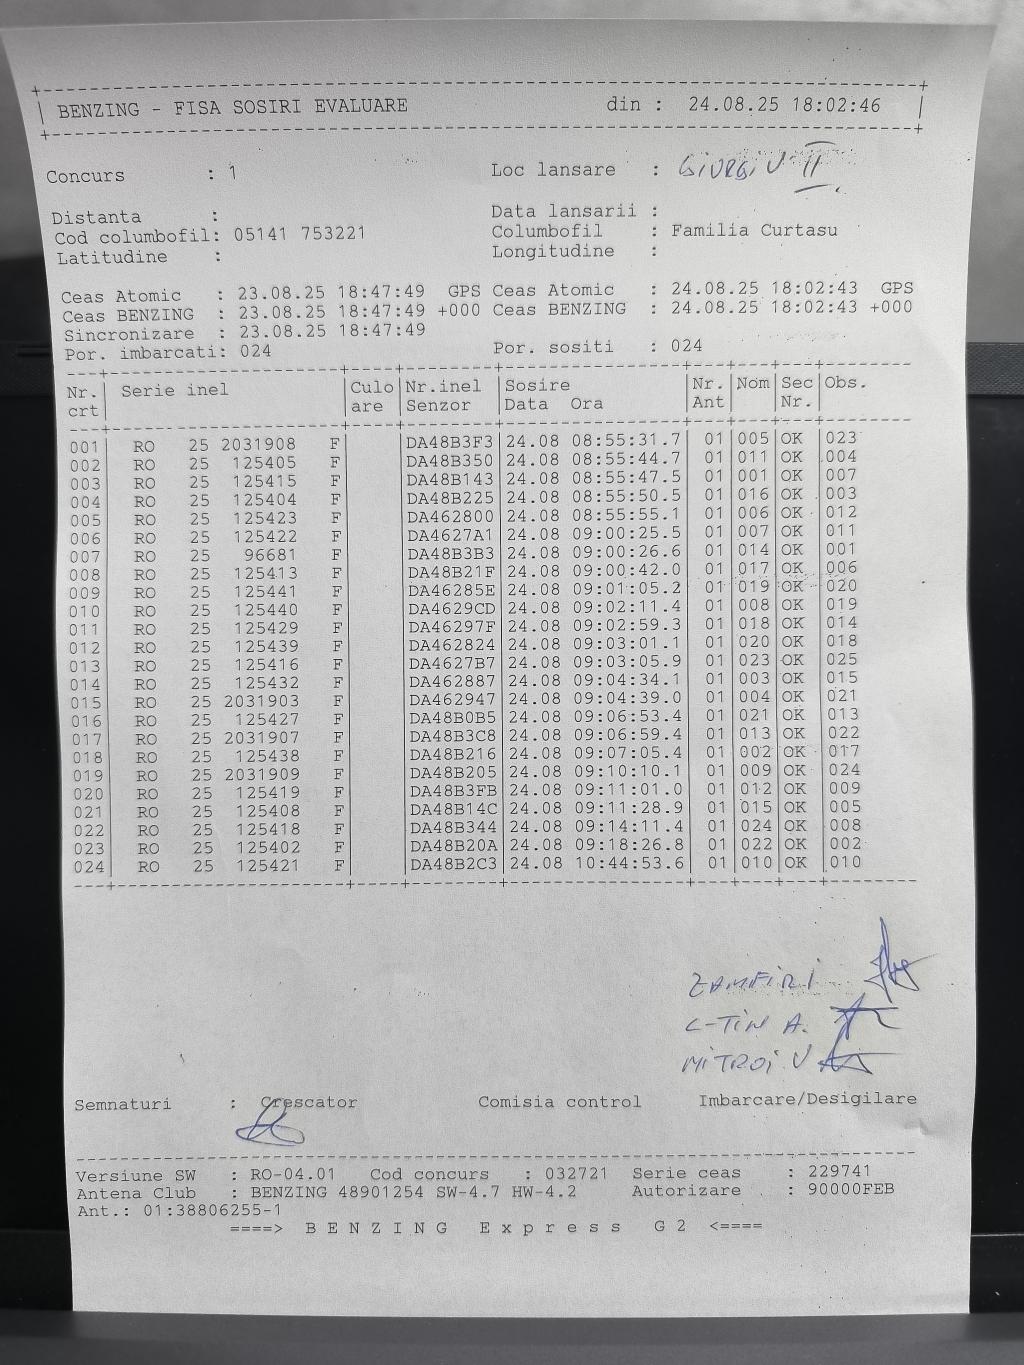 BENZING - FISA SOSIRI EVALUARE din : 24.08.25 18:02:46
Concurs : 1 Loc lansare : GIURGIU II
Distanta : Data lansarii :
Cod columbofil: 05141 753221 Columbofil : Familia Curtasu
Latitudine : Longitudine :
Ceas Atomic : 23.08.25 18:47:49 GPS Ceas Atomic : 24.08.25 18:02:43 GPS
Ceas BENZING : 23.08.25 18:47:49 +000 Ceas BENZING : 24.08.25 18:02:43 +000
Sincronizare : 23.08.25 18:47:49
Por. imbarcati: 024 Por. sositi : 024
Nr. Serie inel Culo Nr.inel Sosire Nr. Nom Sec Obs.
crt are Senzor Data Ora Ant Nr.
001 RO 25 2031908 F DA48B3F3 24.08 08:55:31.7 01 005 OK 023
002 RO 25 125405 F DA48B350 24.08 08:55:44.7 01 011 OK 004
003 RO 25 125415 F DA48B143 24.08 08:55:47.5 01 001 OK 007
004 RO 25 125404 F DA48B225 24.08 08:55:50.5 01 016 OK 003
005 RO 25 125423 F DA462800 24.08 08:55:55.1 01 006 OK 012
006 RO 25 125422 F DA4627A1 24.08 09:00:25.5 01 007 OK 011
007 RO 25 96681 F DA48B3B3 24.08 09:00:26.6 01 014 OK 001
008 RO 25 125413 F DA48B21F 24.08 09:00:42.0 01 017 OK 006
009 RO 25 125441 F DA46285E 24.08 09:01:05.2 01 019 OK 020
010 RO 25 125440 F DA4629CD 24.08 09:02:11.4 01 008 OK 019
011 RO 25 125429 F DA46297F 24.08 09:02:59.3 01 018 OK 014
012 RO 25 125439 F DA462824 24.08 09:03:01.1 01 020 OK 018
013 RO 25 125416 F DA4627B7 24.08 09:03:05.9 01 023 OK 025
014 RO 25 125432 F DA462887 24.08 09:04:34.1 01 003 OK 015
015 RO 25 2031903 F DA462947 24.08 09:04:39.0 01 004 OK 021
016 RO 25 125427 F DA48B0B5 24.08 09:06:53.4 01 021 OK 013
017 RO 25 2031907 F DA48B3C8 24.08 09:06:59.4 01 013 OK 022
018 RO 25 125438 F DA48B216 24.08 09:07:05.4 01 002 OK 017
019 RO 25 2031909 F DA48B205 24.08 09:10:10.1 01 009 OK 024
020 RO 25 125419 F DA48B3FB 24.08 09:11:01.0 01 012 OK 009
021 RO 25 125408 F DA48B14C 24.08 09:11:28.9 01 015 OK 005
022 RO 25 125418 F DA48B344 24.08 09:14:11.4 01 024 OK 008
023 RO 25 125402 F DA48B20A 24.08 09:18:26.8 01 022 OK 002
024 RO 25 125421 F DA48B2C3 24.08 10:44:53.6 01 010 OK 010
ZAMFIRI
C-TIN A.
MITROI V
Semnaturi : Crescator Comisia control Imbarcare/Desigilare
Versiune SW : RO-04.01 Cod concurs : 032721 Serie ceas : 229741
Antena Club : BENZING 48901254 SW-4.7 HW-4.2 Autorizare : 90000FEB
Ant.: 01:38806255-1
====> B E N Z I N G E x p r e s s G 2 <====